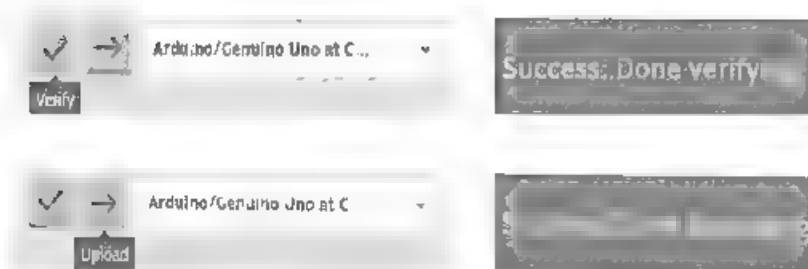 Arduino/Genuino Uno at C...
Verify
Success: Done verify
Arduino/Genuino Uno at C
Upload